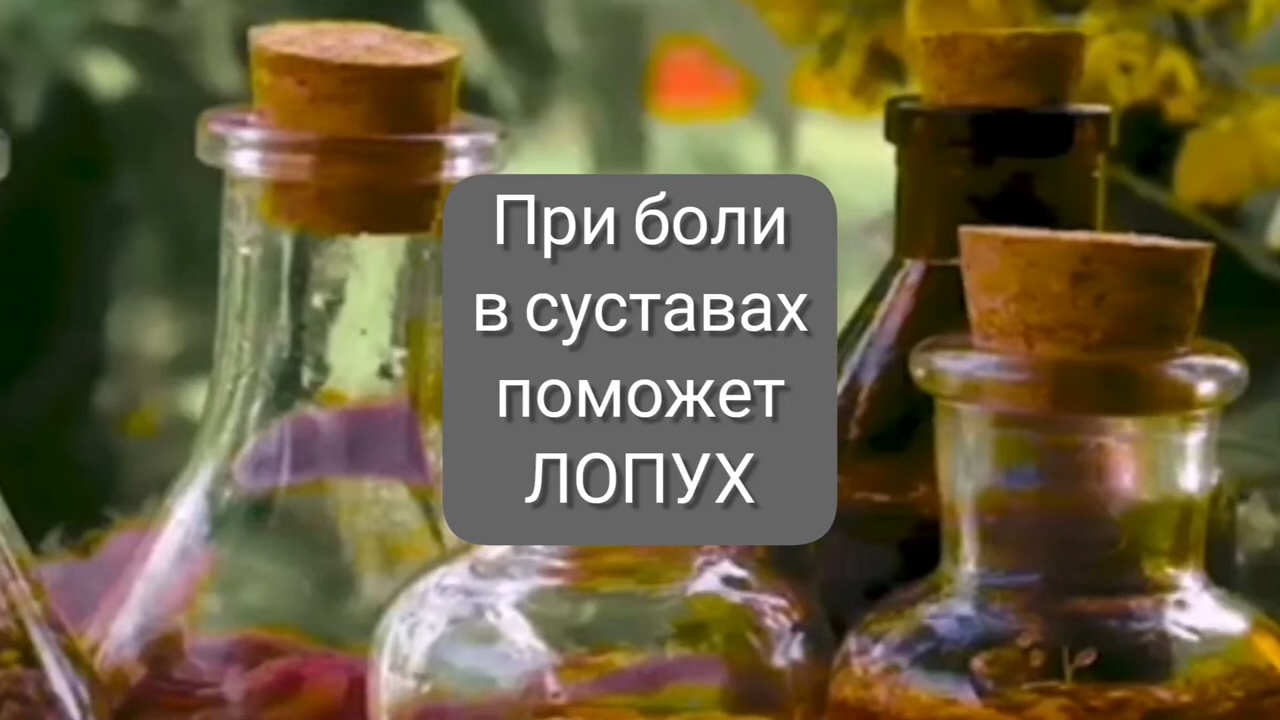 При боли
в суставах
поможет
ЛОПУХ